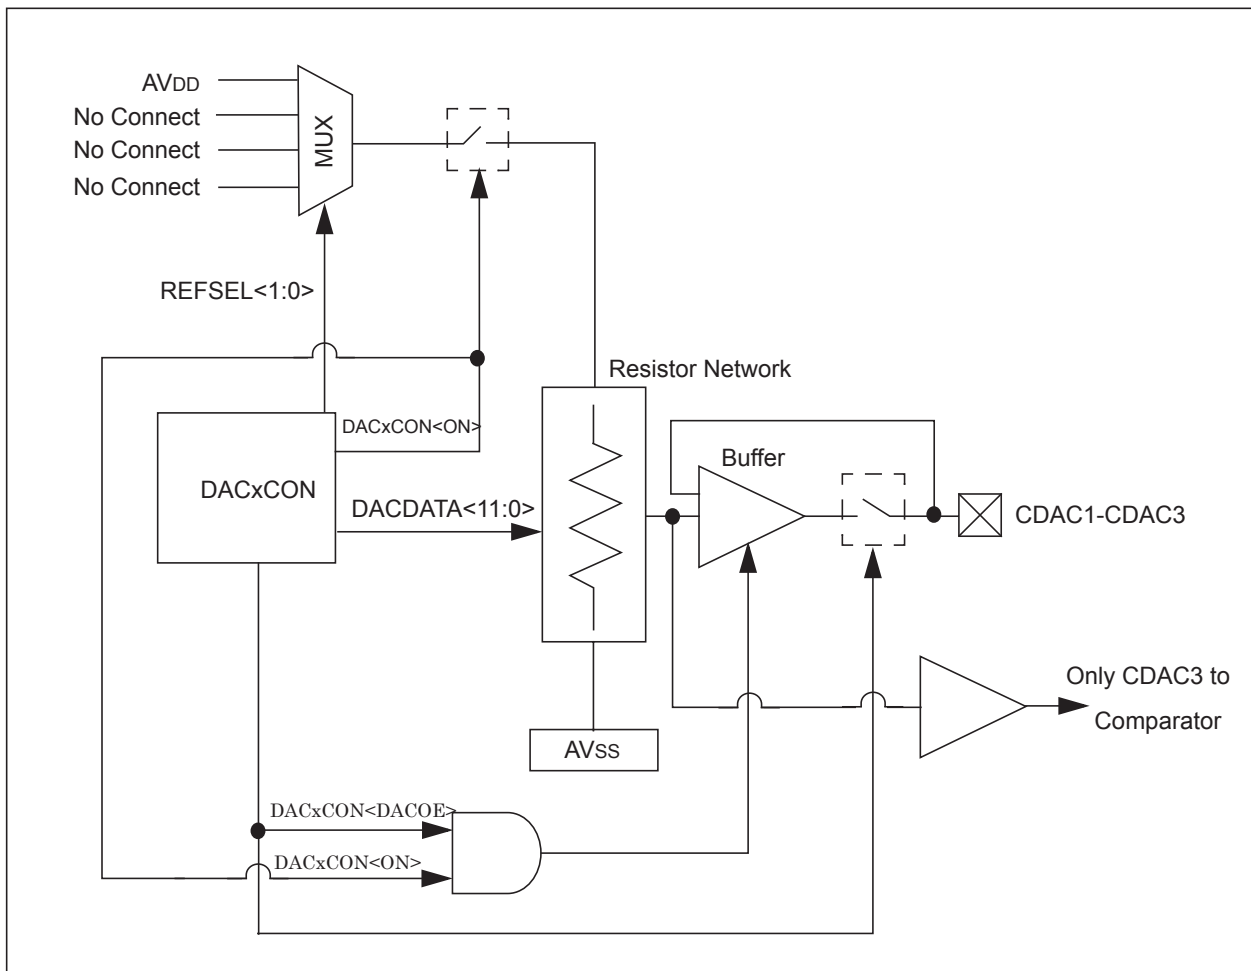 AVDD
No Connect
No Connect
No Connect
MUX
REFSEL<1:0>
Resistor Network
DACxCON<ON>
Buffer
DACxCON
DACDATA<11:0>
CDAC1-CDAC3
Only CDAC3 to
Comparator
AVSS
DACxCON<DACOE>
DACxCON<ON>